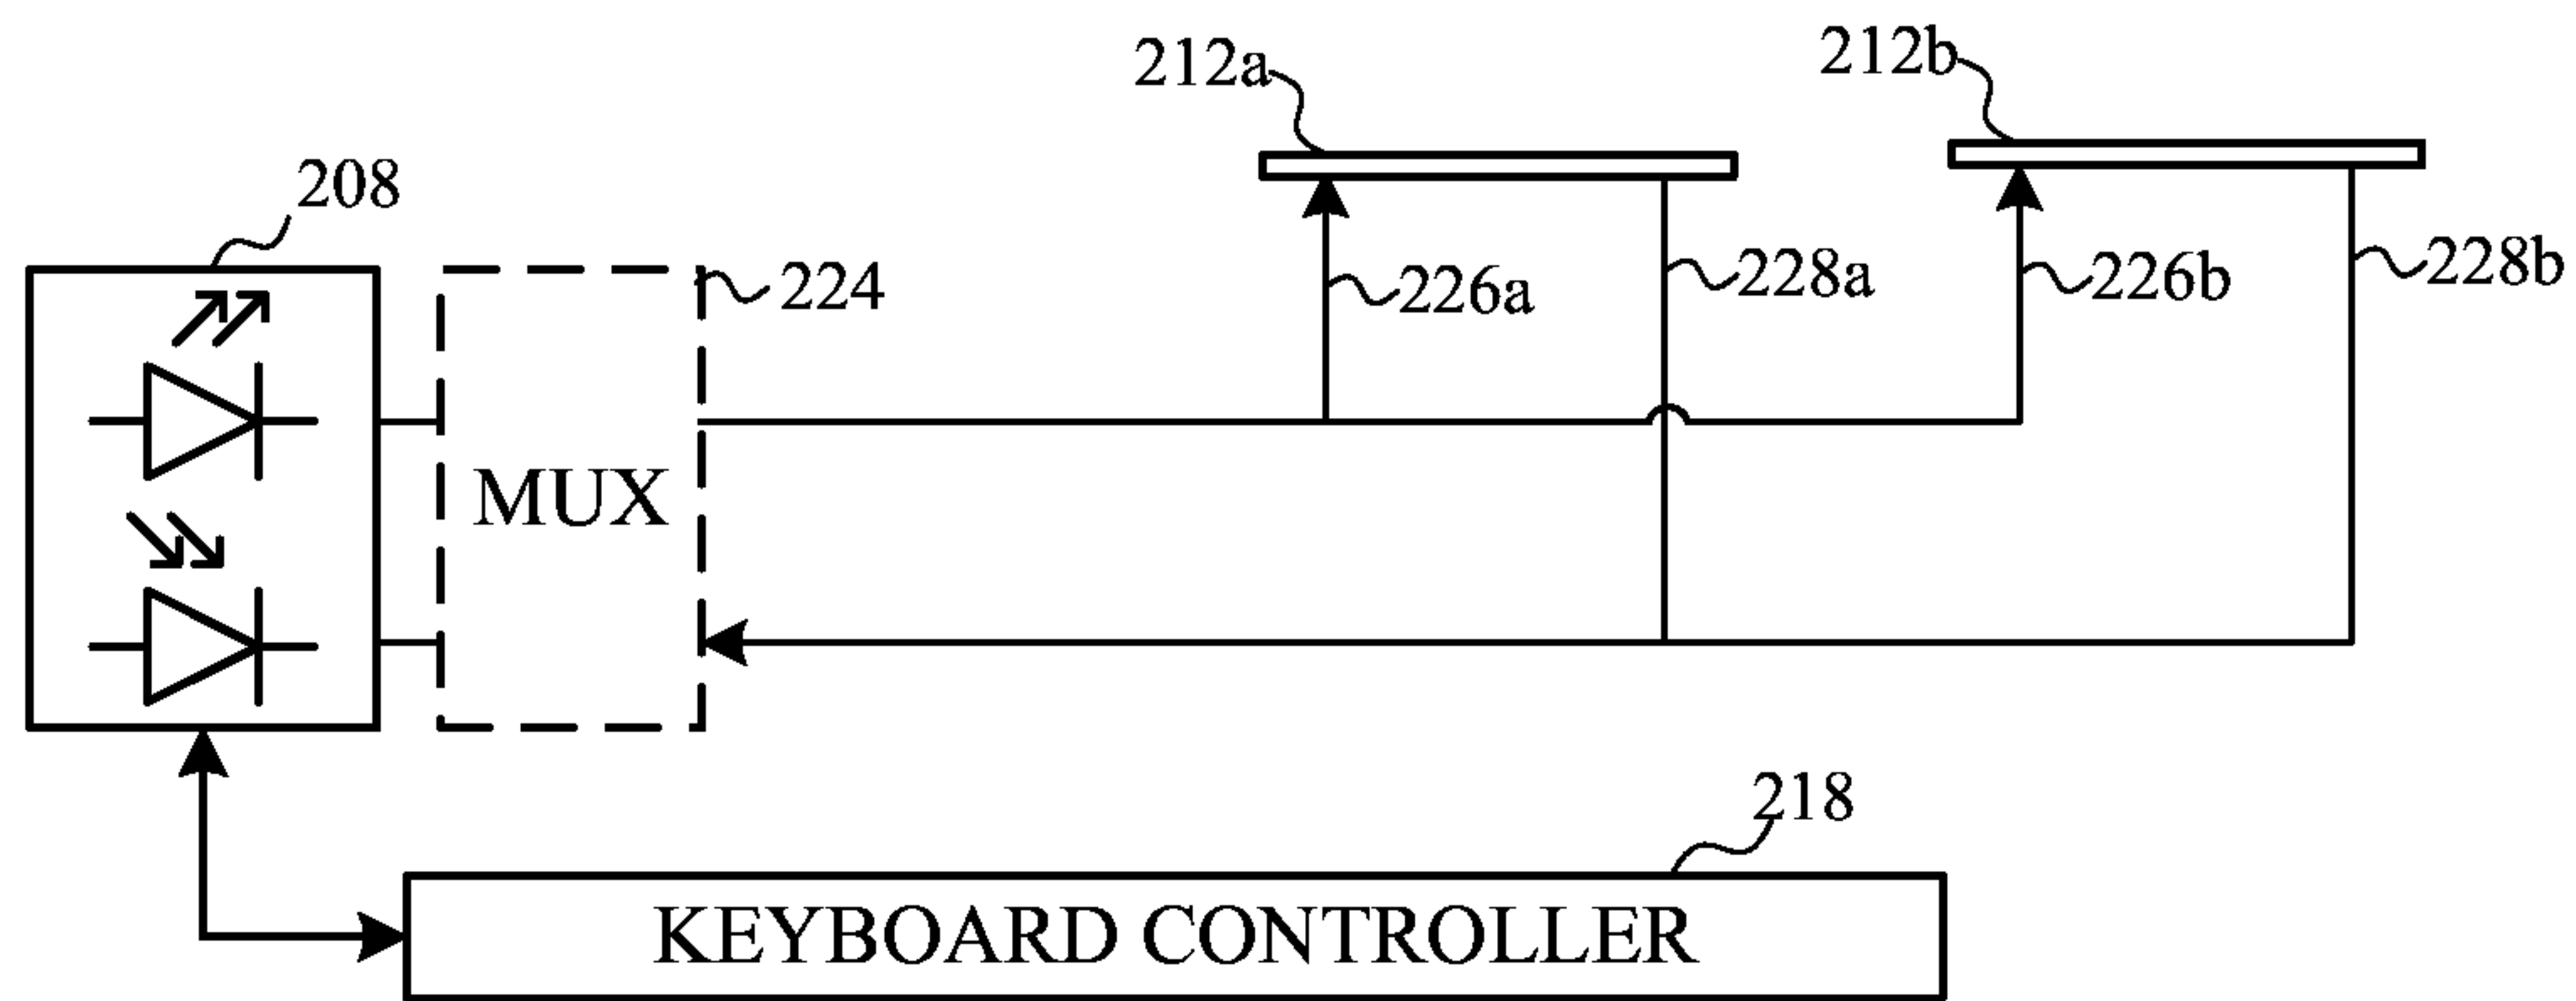 212a
212b
208
224
226a
228a
226b
228b
MUX
218
KEYBOARD CONTROLLER